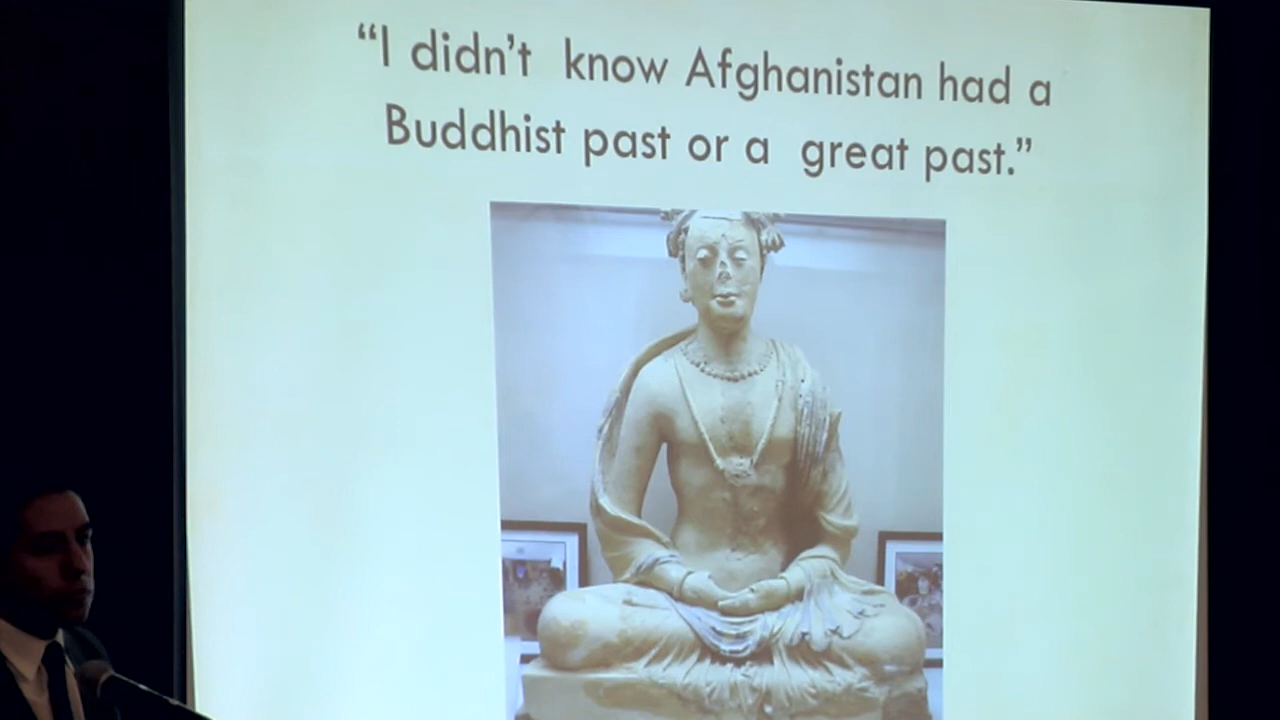 “I didn’t know Afghanistan had a
Buddhist past or a great past.”